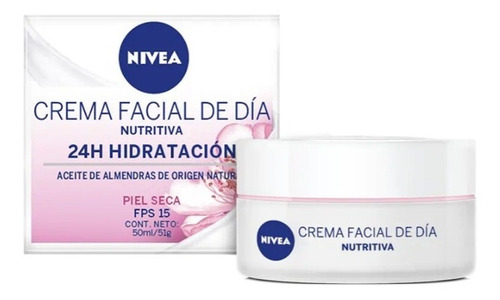 NIVEA
CREMA FACIAL DE DÍA
NUTRITIVA
24H HIDRATACIÓN
ACEITE DE ALMENDRAS DE ORIGEN
PIEL SECA
FPS 15
CONT. NETO:
50ml/51g
NIVEA
CREMA FACIAL DE DÍA
NUTRITIVA